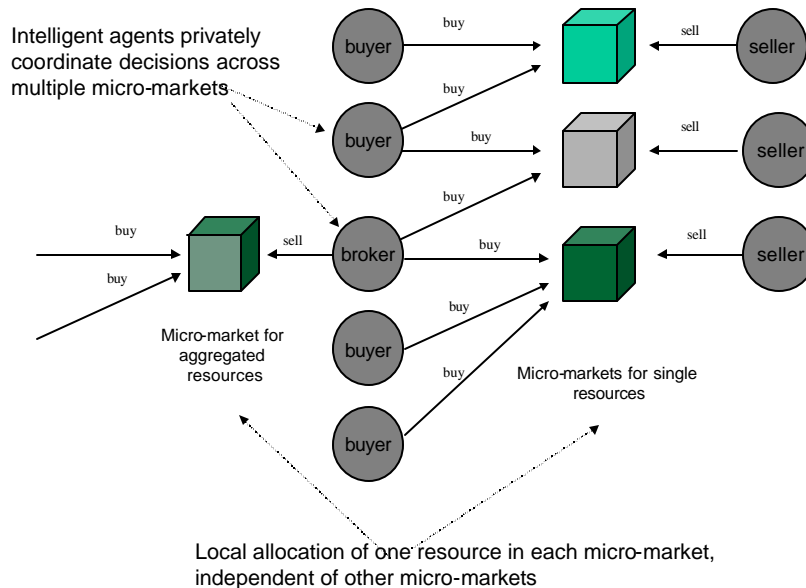 Intelligent agents privately
coordinate decisions across
multiple micro-markets
buyer
buy
sell
seller
buyer
buy
buy
sell
seller
buy
buy
sell
broker
buy
buy
sell
seller
Micro-market for
aggregated
resources
buyer
buy
buy
Micro-markets for single
resources
buyer
Local allocation of one resource in each micro-market,
independent of other micro-markets